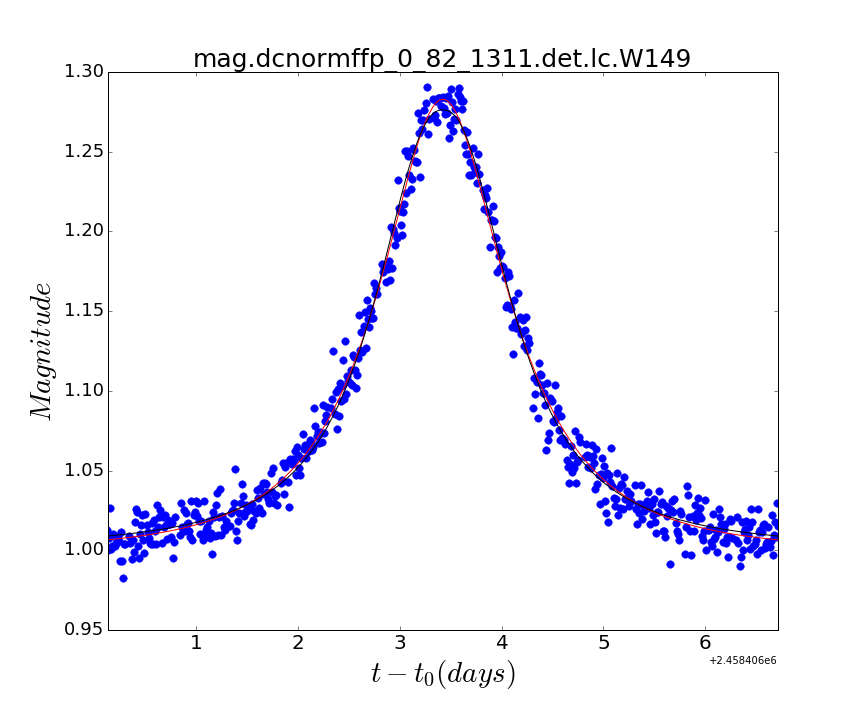 mag.dcnormffp_0_82_1311.det.lc.W149
1.30
1.25
1.20
1.15
1.10
1.05
1.00
0.95
Magnitude
1 2 3 4 5 6
+2.458406e6
t − t₀(days)